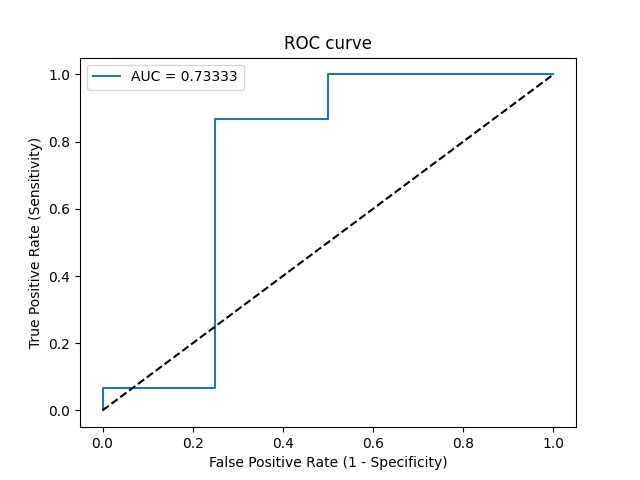 ROC curve
AUC = 0.73333
1.0
0.8
0.6
0.4
0.2
0.0
True Positive Rate (Sensitivity)
0.0 0.2 0.4 0.6 0.8 1.0
False Positive Rate (1 - Specificity)